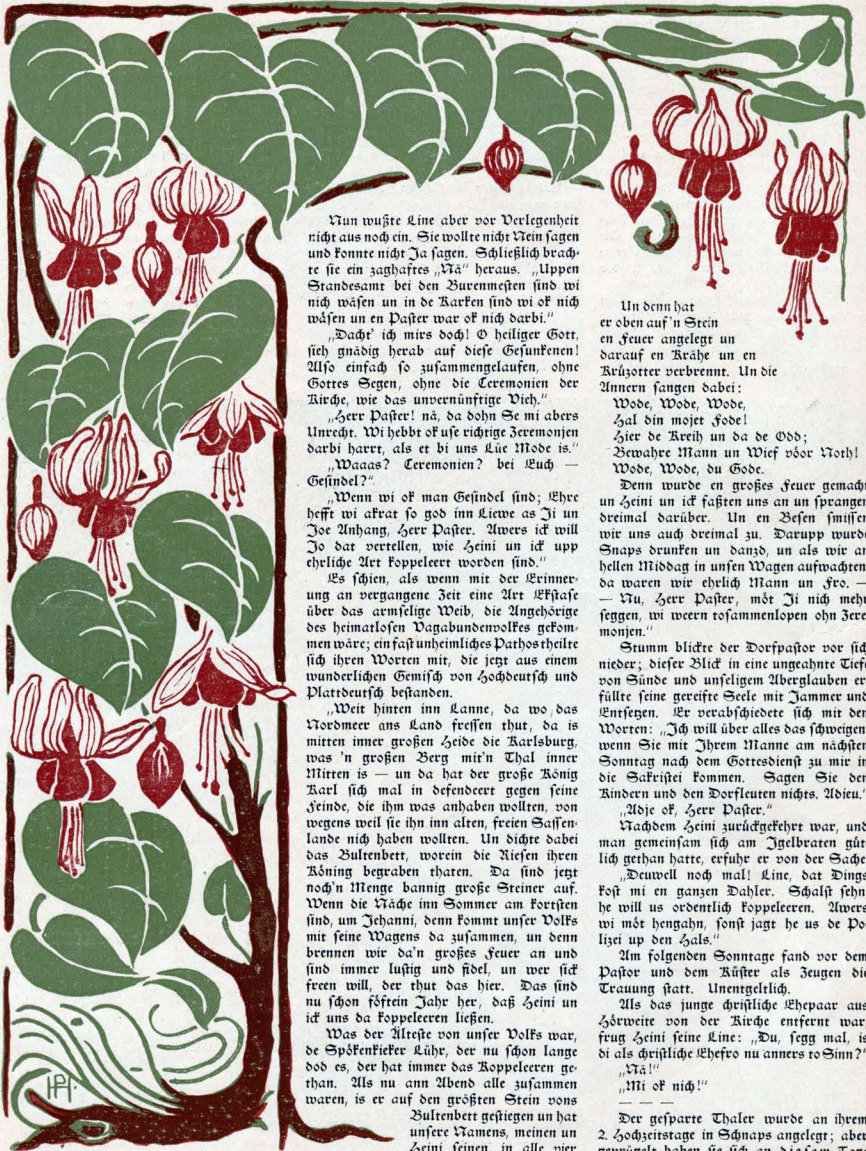 Nun wußte Line aber vor Verlegenheit
nicht aus noch ein. Sie wollte nicht Nein sagen
und konnte nicht Ja sagen. Schließlich brach-
te sie ein zaghaftes „Nä“ heraus. „Uppen
Standesamt bei den Burenmesten sind wi
nich wäsen un in de Karken sind wi ok nich
wäsen un en Paster war ok nich darbi.“
„Dacht' ich mirs doch! O heiliger Gott,
sieh gnädig herab auf diese Gesunkenen!
Also einfach so zusammengelaufen, ohne
Gottes Segen, ohne die Ceremonien der
Kirche, wie das unvernünftige Vieh.“
„Herr Paster! nä, da dohn Se mi abers
Unrecht. Wi hebbt ok use richtige Zeremonjen
darbi harrt, als et bi uns Lüe Mode is.“
„Waaas? Ceremonien? bei Euch —
Gesindel?“
„Wenn wi ok man Gesindel sind; Ehre
hefft wi akrat so god inn Liewe as Ji un
Joe Anhang, Herr Paster. Awers ick will
Jo dat vertellen, wie Heini un ick upp
ehrliche Art koppeleert worden sind.“
Es schien, als wenn mit der Erinner-
ung an vergangene Zeit eine Art Ekstase
über das armselige Weib, die Angehörige
des heimatlosen Vagabundenvolkes gekom-
men wäre; ein fast unheimliches Pathos theilte
sich ihren Worten mit, die jetzt aus einem
wunderlichen Gemisch von Hochdeutsch und
Plattdeutsch bestanden.
„Weit hinten inn Lanne, da wo das
Nordmeer ans Land fressen thut, da is
mitten inner großen Heide die Karlsburg,
was 'n großen Berg mit'n Thal inner
Mitten is — un da hat der große König
Karl sich mal in defendeert gegen seine
Feinde, die ihm was anhaben wollten, von
wegens weil sie ihn inn alten, freien Sassen-
lande nich haben wollten. Un dichte dabei
das Bultenbett, worein die Riesen ihren
Köning begraben thaten. Da sind jetzt
noch'n Menge bannig große Steiner auf.
Wenn die Näche inn Sommer am kortsten
sind, um Jehanni, denn kommt unser Volks
mit seine Wagens da zusammen, un denn
brennen wir da'n großes Feuer an und
sind immer lustig und fidel, un wer sick
freen will, der thut das hier. Das sind
nu schon föftein Jahr her, daß Heini un
ick uns da koppeleeren ließen.
Was der Älteste von unser Volks war,
de Spökenkieker Lühr, der nu schon lange
dod es, der hat immer das Koppeleeren ge-
than. Als nu ann Abend alle zusammen
waren, is er auf den größten Stein vons
Bultenbett gestiegen un hat
unsere Namens, meinen un
Heini seinen, in alle vier
Un denn hat
er oben auf'n Stein
en Feuer angelegt un
darauf en Krähe un en
Krüzotter verbrennt. Un die
Annern sangen dabei:
Wode, Wode, Wode,
Hal din mojet Fode!
Hier de Kreih un da de Odd;
Bewahre Mann un Wief vöor Noth!
Wode, Wode, du Gode.
Denn wurde en großes Feuer gemacht
un Heini un ick faßten uns an un sprangen
dreimal darüber. Un en Besen smissen
wir uns auch dreimal zu. Darupp wurde
Snaps drunken un danzd, un als wir an
hellen Middag in unsen Wagen aufwachten,
da waren wir ehrlich Mann un Fro. —
— Nu, Herr Paster, möt Ji nich mehr
seggen, wi weern tosammenlopen ohn Zere-
monjen.“
Stumm blickte der Dorfpastor vor sich
nieder; dieser Blick in eine ungeahnte Tiefe
von Sünde und unseligem Aberglauben er-
füllte seine gereifte Seele mit Jammer und
Entsetzen. Er verabschiedete sich mit den
Worten: „Ich will über alles das schweigen,
wenn Sie mit Ihrem Manne am nächsten
Sonntag nach dem Gottesdienst zu mir in
die Sakristei kommen. Sagen Sie den
Kindern und den Dorfleuten nichts. Adieu.“
„Adje ok, Herr Paster.“
Nachdem Heini zurückgekehrt war, und
man gemeinsam sich am Igelbraten güt-
lich gethan hatte, erfuhr er von der Sache.
„Deuwell noch mal! Line, dat Dings
kost mi en ganzen Dahler. Schalst sehn,
he will us ordentlich koppeleeren. Awers
wi möt hengahn, sonst jagt he us de Po-
lizei up den Hals.“
Am folgenden Sonntage fand vor dem
Pastor und dem Küster als Zeugen die
Trauung statt. Unentgeltlich.
Als das junge christliche Ehepaar aus
Hörweite von der Kirche entfernt war,
frug Heini seine Line: „Du, segg mal, is
di als christliche Ehefro nu anners to Sinn?“
„Nä!“
„Mi ok nich!“
— — —
Der gesparte Thaler wurde an ihrem
2. Hochzeitstage in Schnaps angelegt; aber
geprügelt haben sie sich an diesem
HP